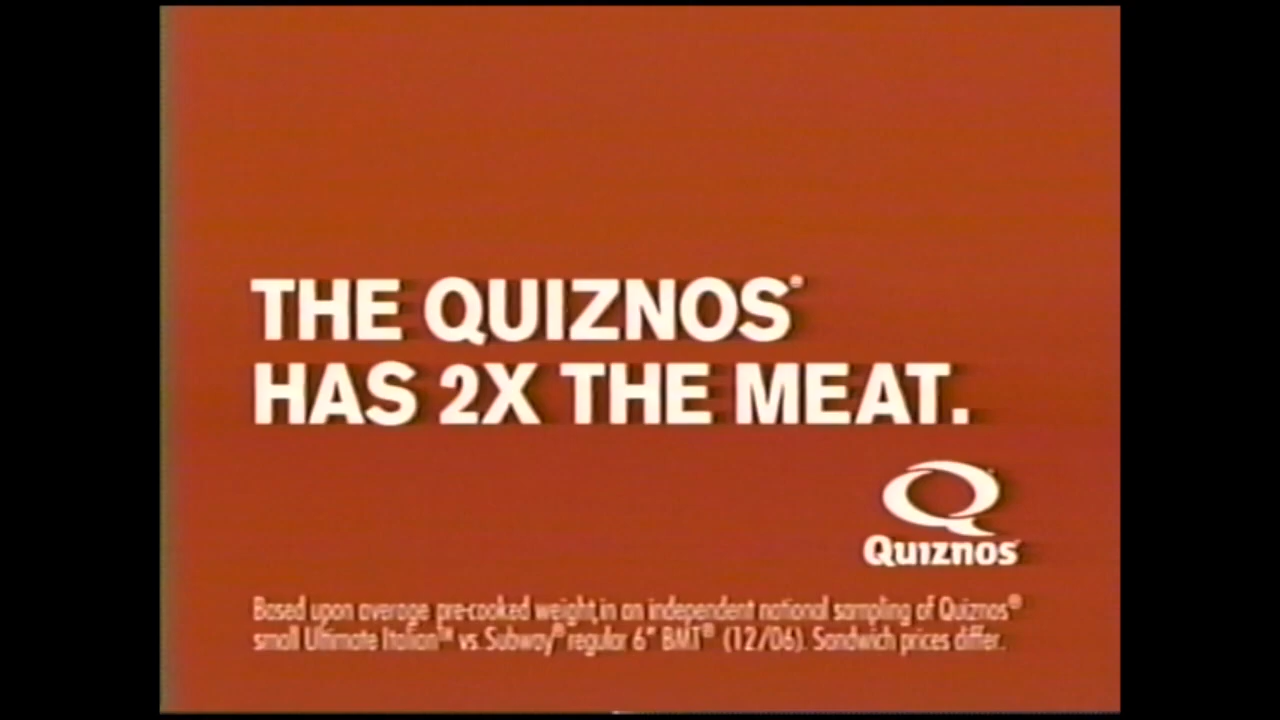 THE QUIZNOS®
HAS 2X THE MEAT.
Quiznos
Based upon average pre-cooked weight, in an independent national sampling of Quiznos®
small Ultimate Italian™ vs. Subway® regular 6" BMT® (12/06). Sandwich prices differ.